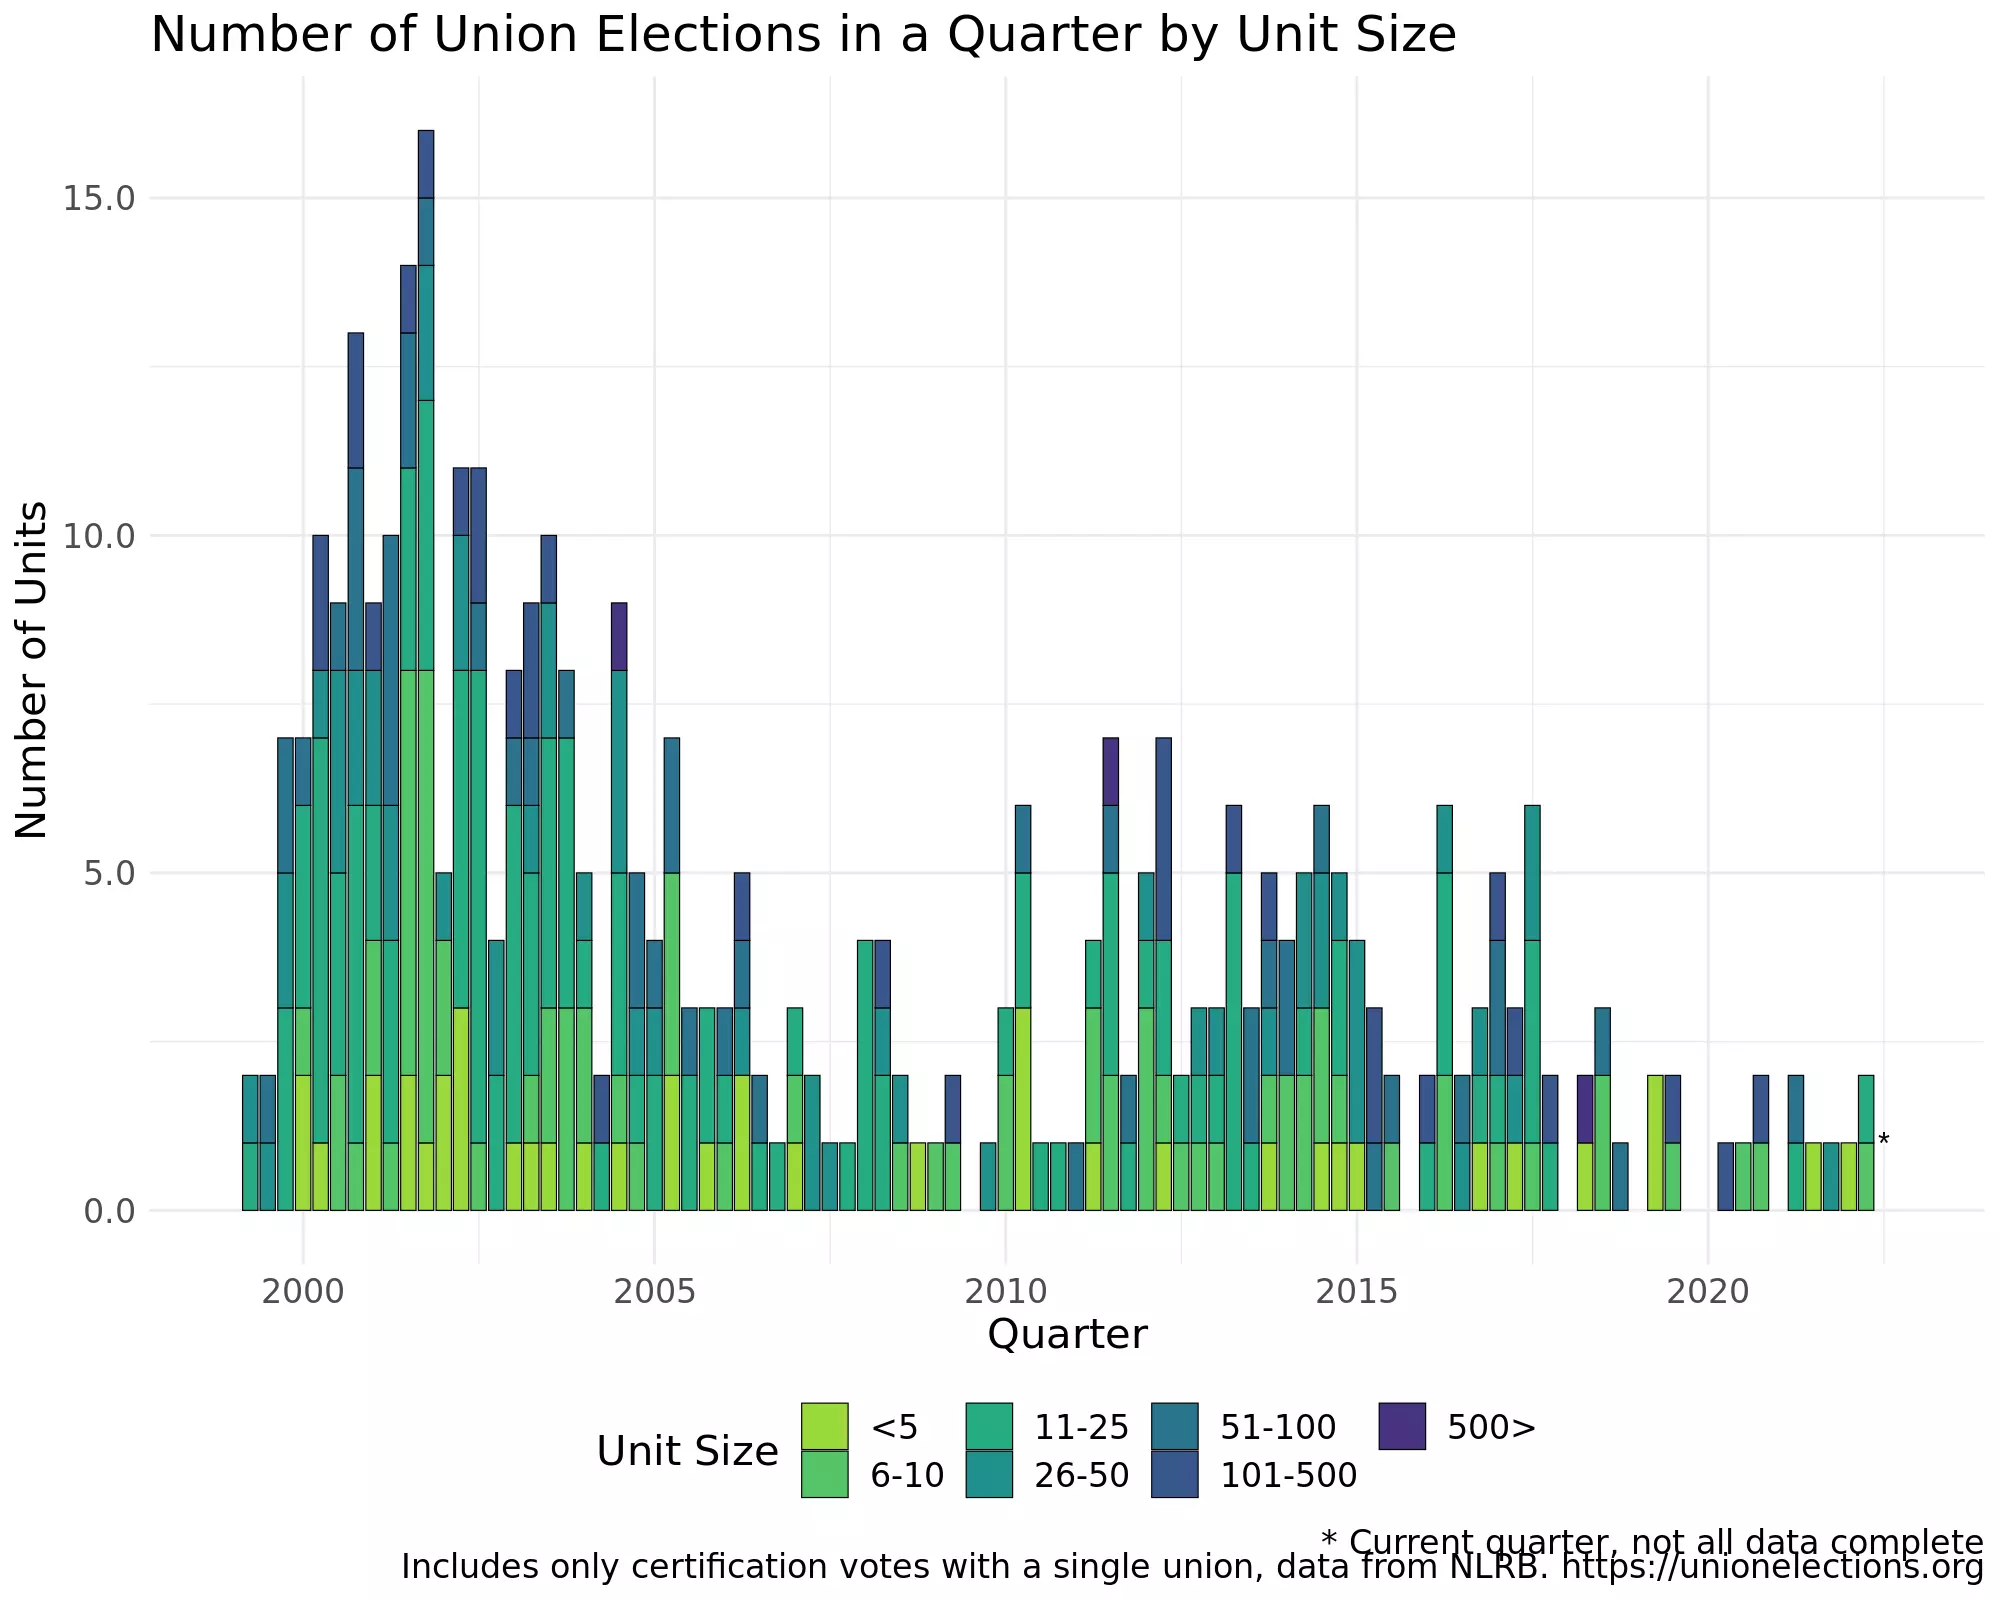 Number of Union Elections in a Quarter by Unit Size
Number of Units
15.0
10.0
5.0
0.0
*
2000 2005 2010 2015 2020
Quarter
Unit Size
<5 11-25 51-100 500>
6-10 26-50 101-500
* Current quarter, not all data complete
Includes only certification votes with a single union, data from NLRB. https://unionelections.org